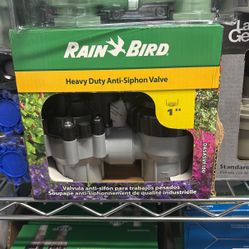 RAIN BIRD
Heavy Duty Anti-Siphon Valve
1"
Válvula anti-sifón para trabajos pesados
Soupape anti-siphonnement de qualité industrielle
Standard